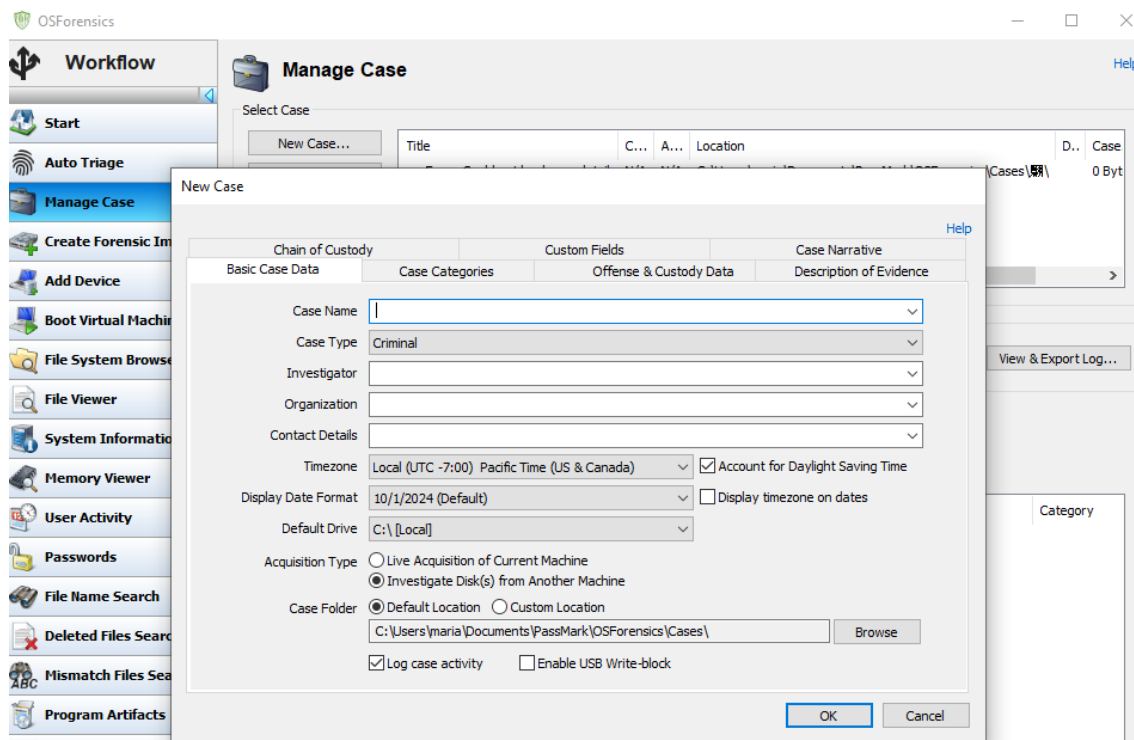 OSForensics
Workflow
Start
Auto Triage
Manage Case
Create Forensic Im
Add Device
Boot Virtual Machin
File System Browse
File Viewer
System Informatio
Memory Viewer
User Activity
Passwords
File Name Search
Deleted Files Searc
Mismatch Files Sea
Program Artifacts
Manage Case
Help
Select Case
New Case...
Title C... A... Location D.. Case
\Cases\ 0 Byt
View & Export Log...
Category
New Case
Help
Chain of Custody Custom Fields Case Narrative
Basic Case Data Case Categories Offense & Custody Data Description of Evidence
Case Name
Case Type Criminal
Investigator
Organization
Contact Details
Timezone Local (UTC -7:00) Pacific Time (US & Canada) Account for Daylight Saving Time
Display Date Format 10/1/2024 (Default) Display timezone on dates
Default Drive C:\ [Local]
Acquisition Type Live Acquisition of Current Machine
Investigate Disk(s) from Another Machine
Case Folder Default Location Custom Location
C:\Users\maria\Documents\PassMark\OSForensics\Cases\ Browse
Log case activity Enable USB Write-block
OK Cancel